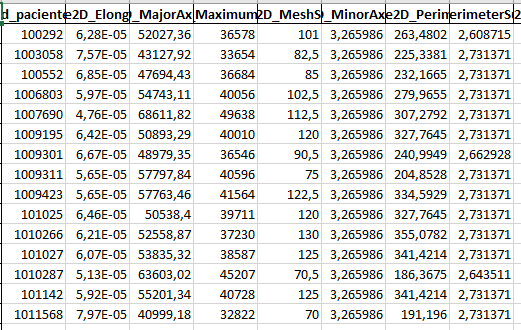 d_paciente e2D_Elong _MajorAx Maximum 2D_MeshS _MinorAxe e2D_Perim erimeterS
100292 6,28E-05 52027,36 36578 101 3,265986 263,4802 2,608715
1003058 7,57E-05 43127,92 33654 82,5 3,265986 225,3381 2,731371
100552 6,85E-05 47694,43 36684 85 3,265986 232,1665 2,731371
1006803 5,97E-05 54743,11 40056 102,5 3,265986 279,9655 2,731371
1007690 4,76E-05 68611,82 49638 112,5 3,265986 307,2792 2,731371
1009195 6,42E-05 50893,29 40010 120 3,265986 327,7645 2,731371
1009301 6,67E-05 48979,35 36546 90,5 3,265986 240,9949 2,662928
1009311 5,65E-05 57797,84 40596 75 3,265986 204,8528 2,731371
1009423 5,65E-05 57763,46 41564 122,5 3,265986 334,5929 2,731371
101025 6,46E-05 50538,4 39711 120 3,265986 327,7645 2,731371
1010266 6,21E-05 52558,87 37230 130 3,265986 355,0782 2,731371
101027 6,07E-05 53835,32 38587 125 3,265986 341,4214 2,731371
1010287 5,13E-05 63603,02 45207 70,5 3,265986 186,3675 2,643511
101142 5,92E-05 55201,34 40728 125 3,265986 341,4214 2,731371
1011568 7,97E-05 40999,18 32822 70 3,265986 191,196 2,731371